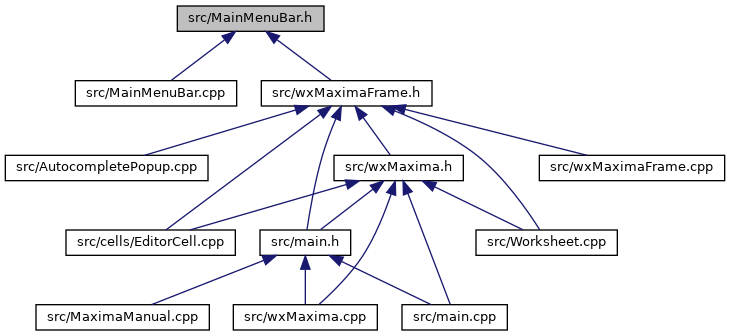 src/MainMenuBar.h
src/MainMenuBar.cpp
src/wxMaximaFrame.h
src/AutocompletePopup.cpp
src/wxMaxima.h
src/wxMaximaFrame.cpp
src/cells/EditorCell.cpp
src/main.h
src/Worksheet.cpp
src/MaximaManual.cpp
src/wxMaxima.cpp
src/main.cpp